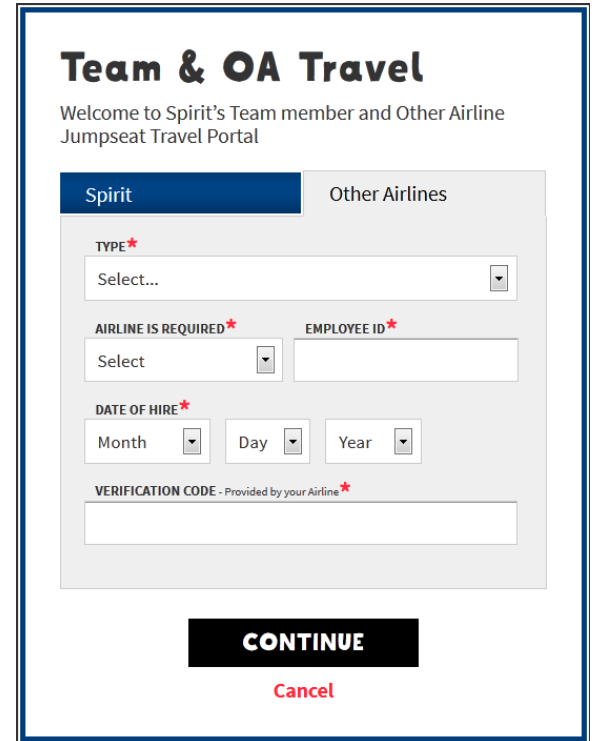 Team & OA Travel
Welcome to Spirit's Team member and Other Airline
Jumpseat Travel Portal
Spirit
Other Airlines
TYPE*
Select...
AIRLINE IS REQUIRED* EMPLOYEE ID*
Select
DATE OF HIRE*
Month Day Year
VERIFICATION CODE - Provided by your Airline*
CONTINUE
Cancel